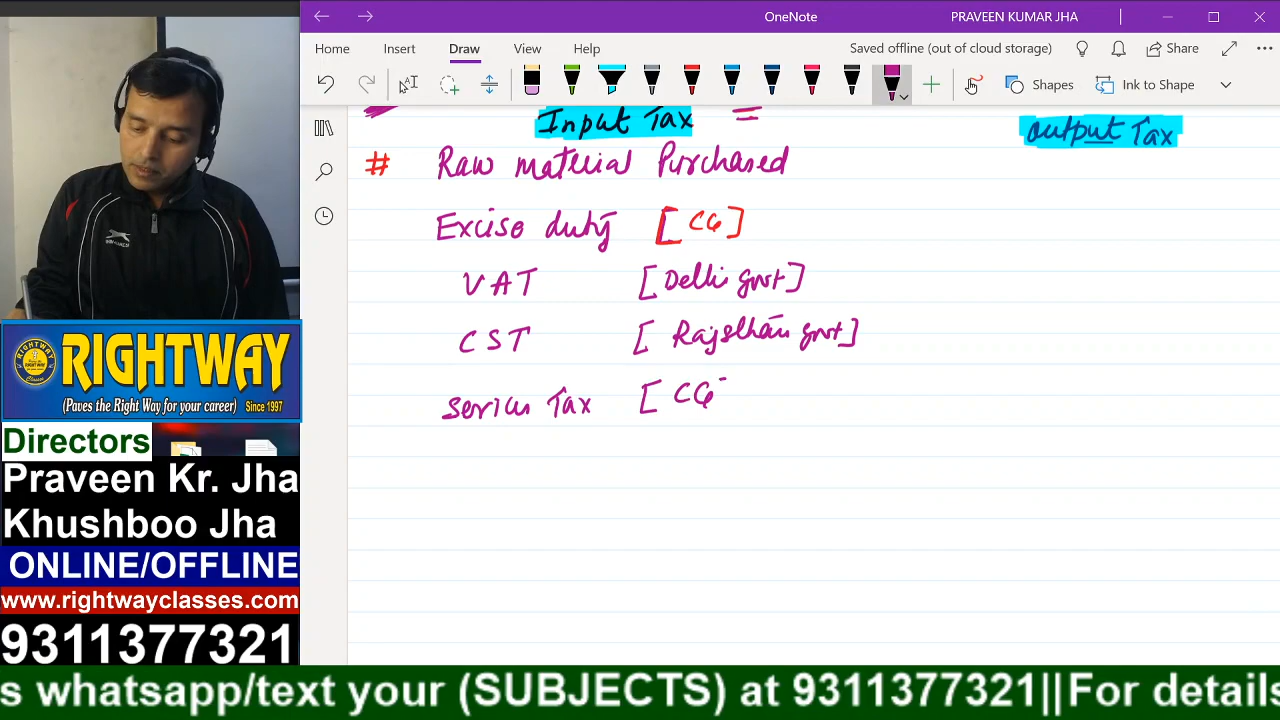 OneNote
PRAVEEN KUMAR JHA
Home Insert Draw View Help
Saved offline (out of cloud storage)
Share
Shapes
Ink to Shape
Input Tax
output Tax
# Raw material Purchased
Excise duty [CG]
VAT [Delhi govt]
CST [Rajsthan govt]
Service Tax [CG
RIGHTWAY
(Paves the Right Way for your career) Since 1997
Directors
Praveen Kr. Jha
Khushboo Jha
ONLINE/OFFLINE
www.rightwayclasses.com
9311377321
s whatsapp/text your (SUBJECTS) at 9311377321||For details